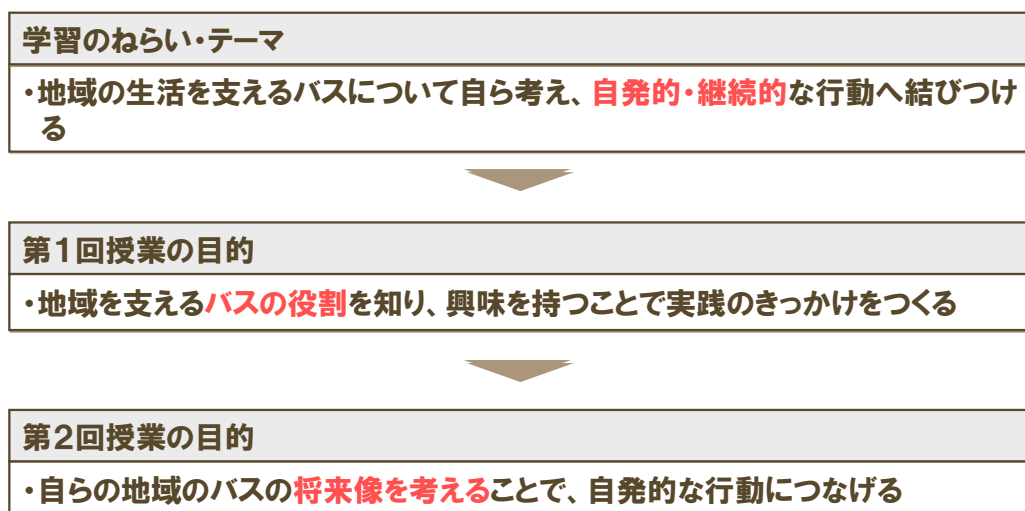 学習のねらい・テーマ
・地域の生活を支えるバスについて自ら考え、自発的・継続的な行動へ結びつけ
る
第1回授業の目的
・地域を支えるバスの役割を知り、興味を持つことで実践のきっかけをつくる
第2回授業の目的
・自らの地域のバスの将来像を考えることで、自発的な行動につなげる